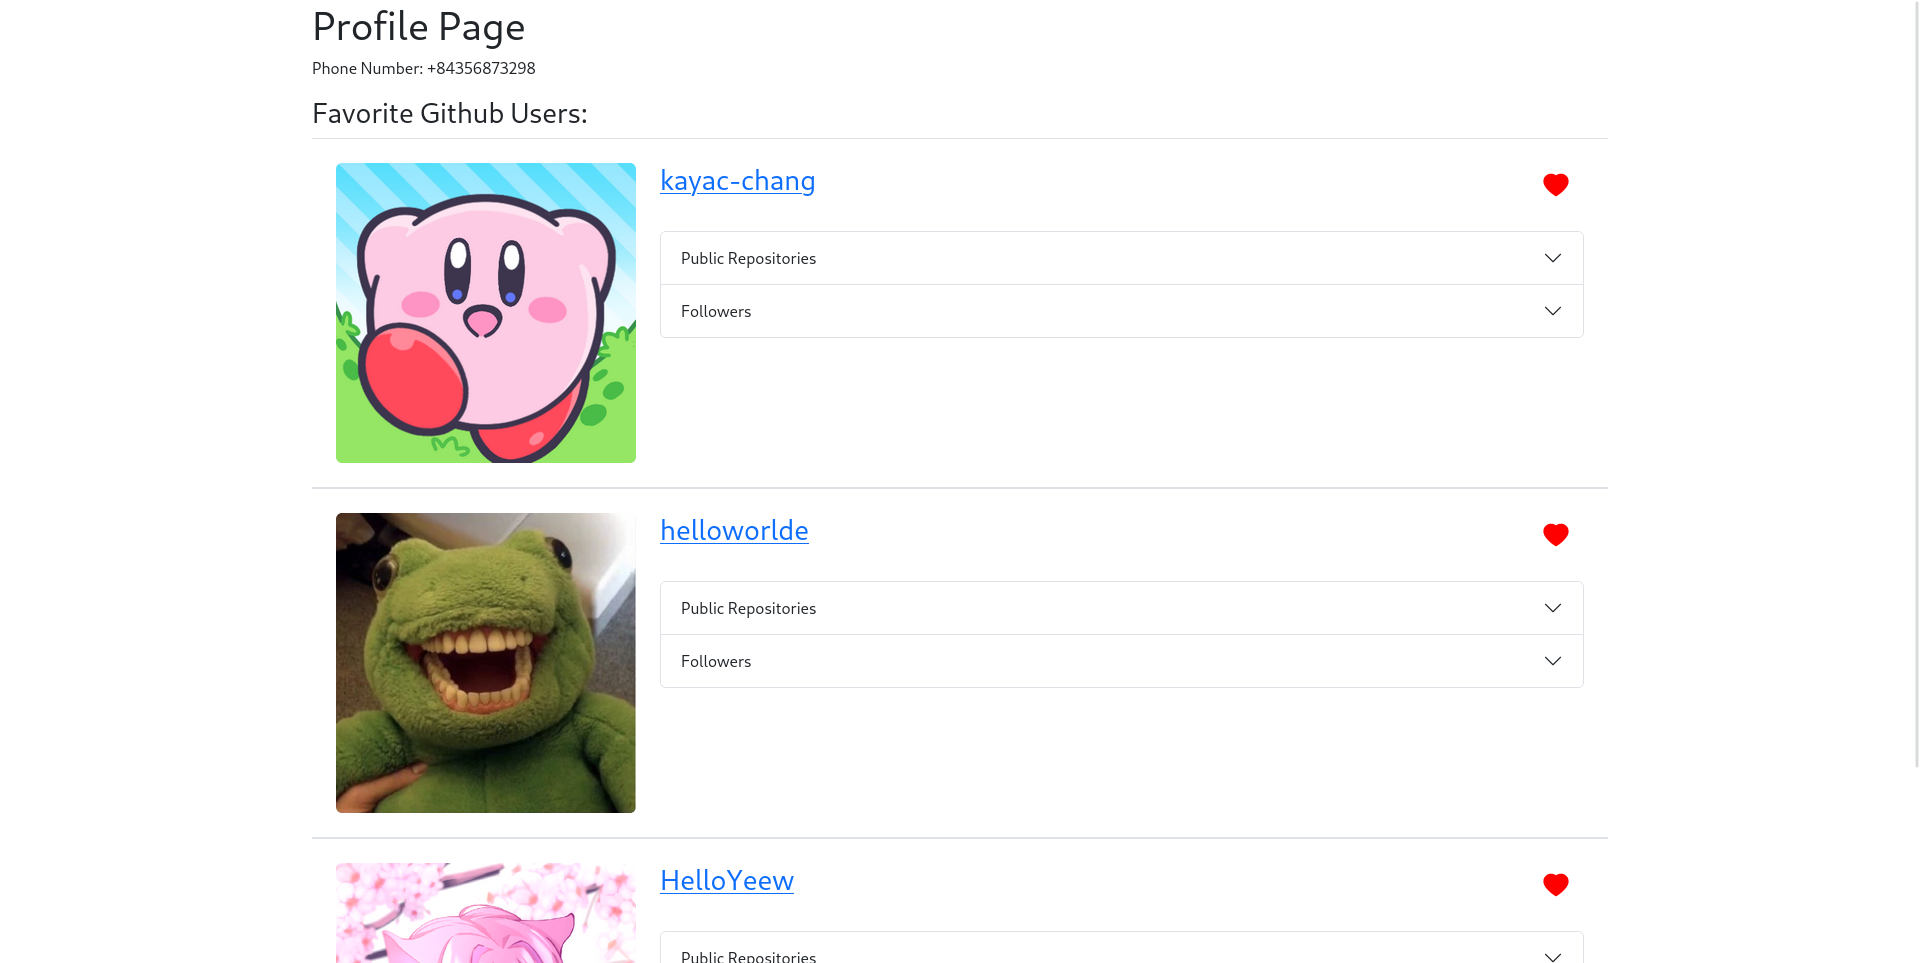 Profile Page
Phone Number: +84356873298
Favorite Github Users:
kayac-chang
Public Repositories
Followers
helloworlde
Public Repositories
Followers
HelloYeew
Public Repositories